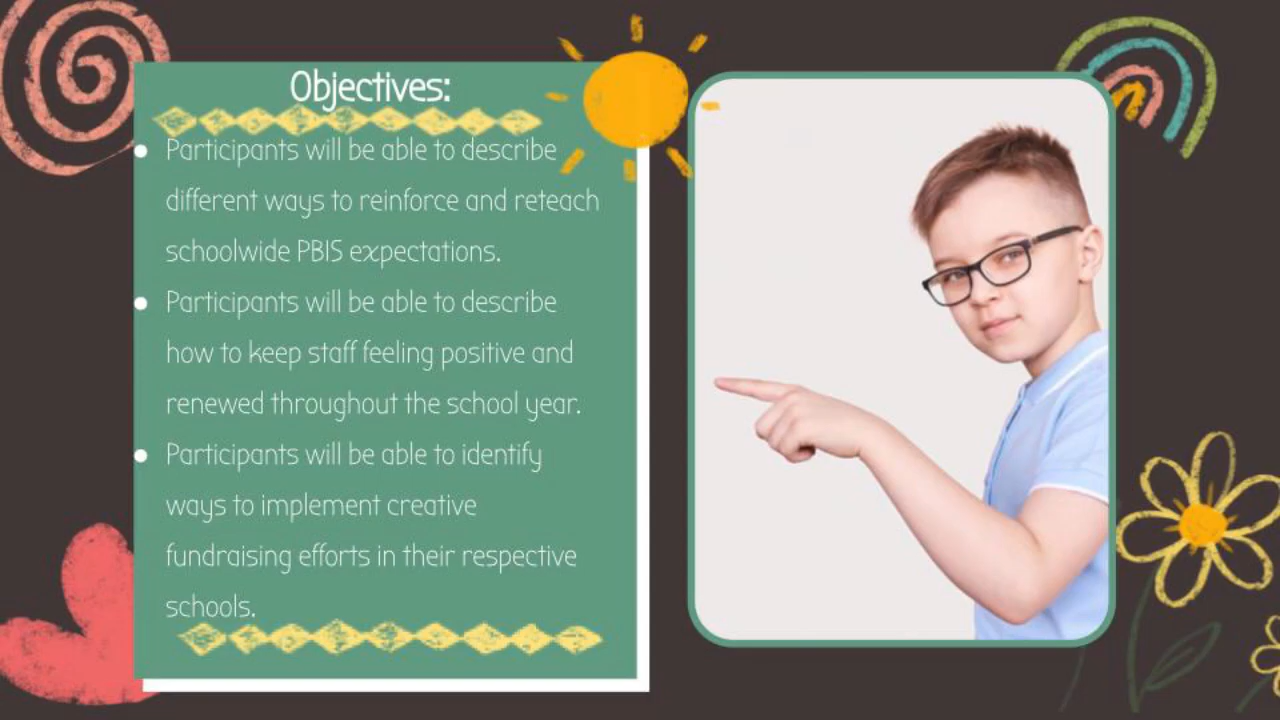 Objectives:
Participants will be able to describe
different ways to reinforce and reteach
schoolwide PBIS expectations.
Participants will be able to describe
how to keep staff feeling positive and
renewed throughout the school year.
Participants will be able to identify
ways to implement creative
fundraising efforts in their respective
schools.